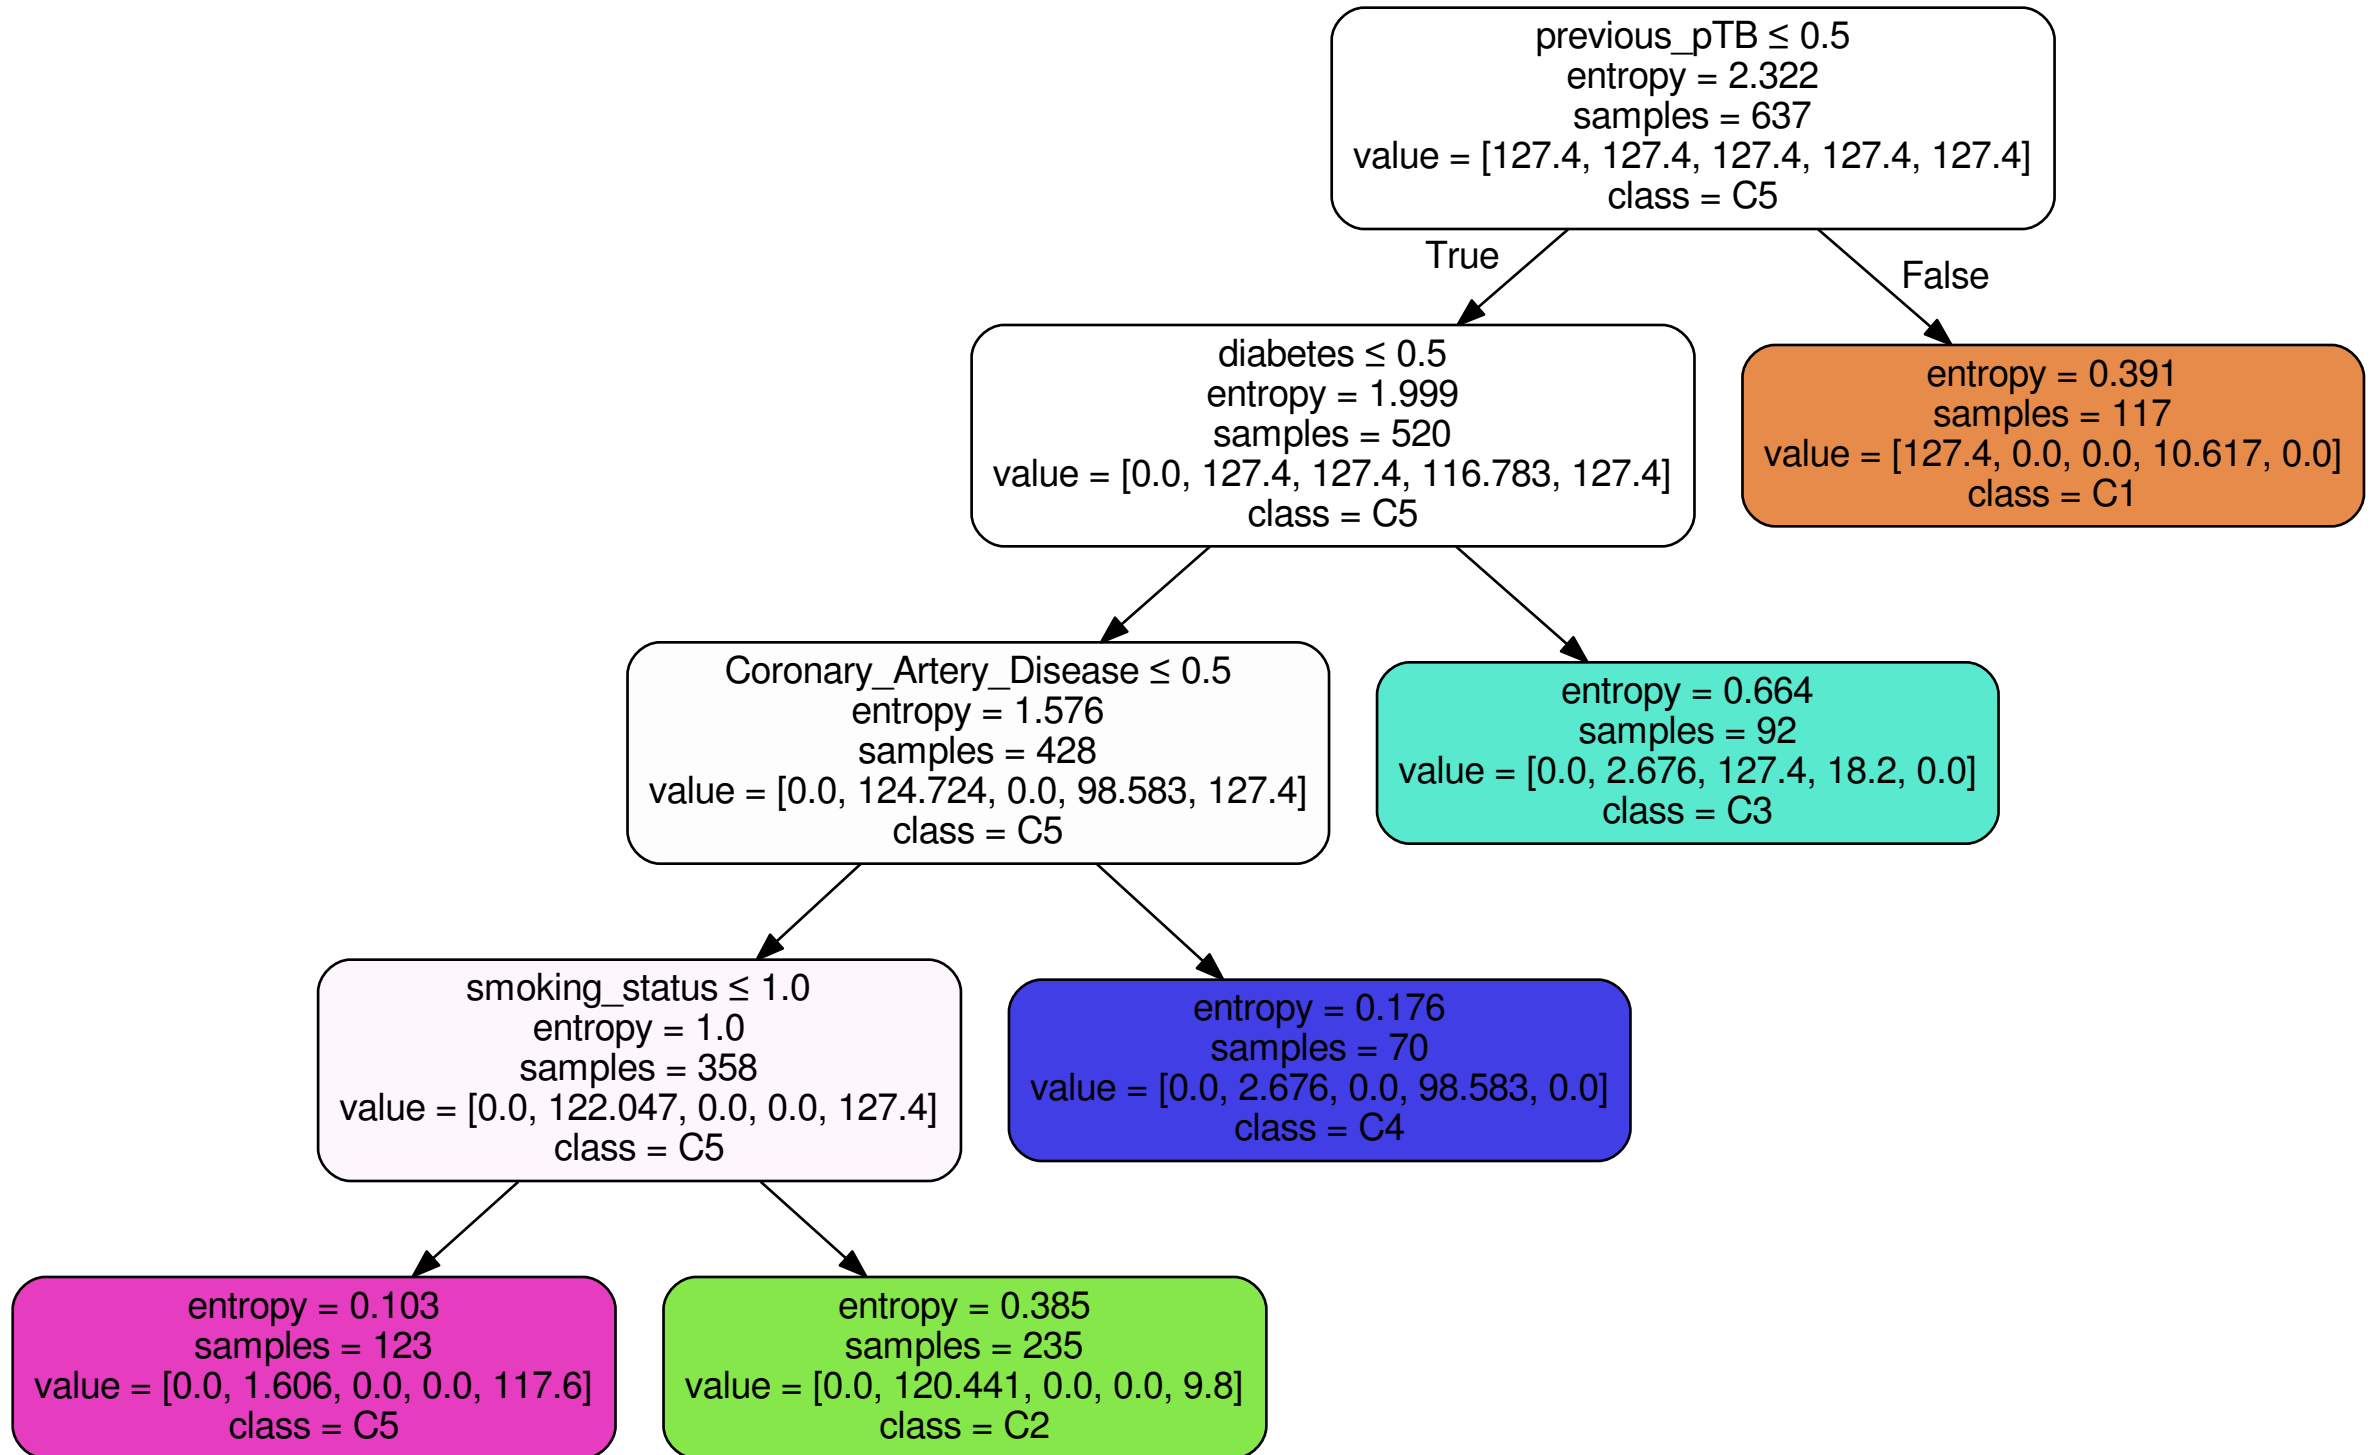 previous_pTB ≤ 0.5
entropy = 2.322
samples = 637
value = [127.4, 127.4, 127.4, 127.4, 127.4]
class = C5
True
False
diabetes ≤ 0.5
entropy = 1.999
samples = 520
value = [0.0, 127.4, 127.4, 116.783, 127.4]
class = C5
entropy = 0.391
samples = 117
value = [127.4, 0.0, 0.0, 10.617, 0.0]
class = C1
Coronary_Artery_Disease ≤ 0.5
entropy = 1.576
samples = 428
value = [0.0, 124.724, 0.0, 98.583, 127.4]
class = C5
entropy = 0.664
samples = 92
value = [0.0, 2.676, 127.4, 18.2, 0.0]
class = C3
smoking_status ≤ 1.0
entropy = 1.0
samples = 358
value = [0.0, 122.047, 0.0, 0.0, 127.4]
class = C5
entropy = 0.176
samples = 70
value = [0.0, 2.676, 0.0, 98.583, 0.0]
class = C4
entropy = 0.103
samples = 123
value = [0.0, 1.606, 0.0, 0.0, 117.6]
class = C5
entropy = 0.385
samples = 235
value = [0.0, 120.441, 0.0, 0.0, 9.8]
class = C2